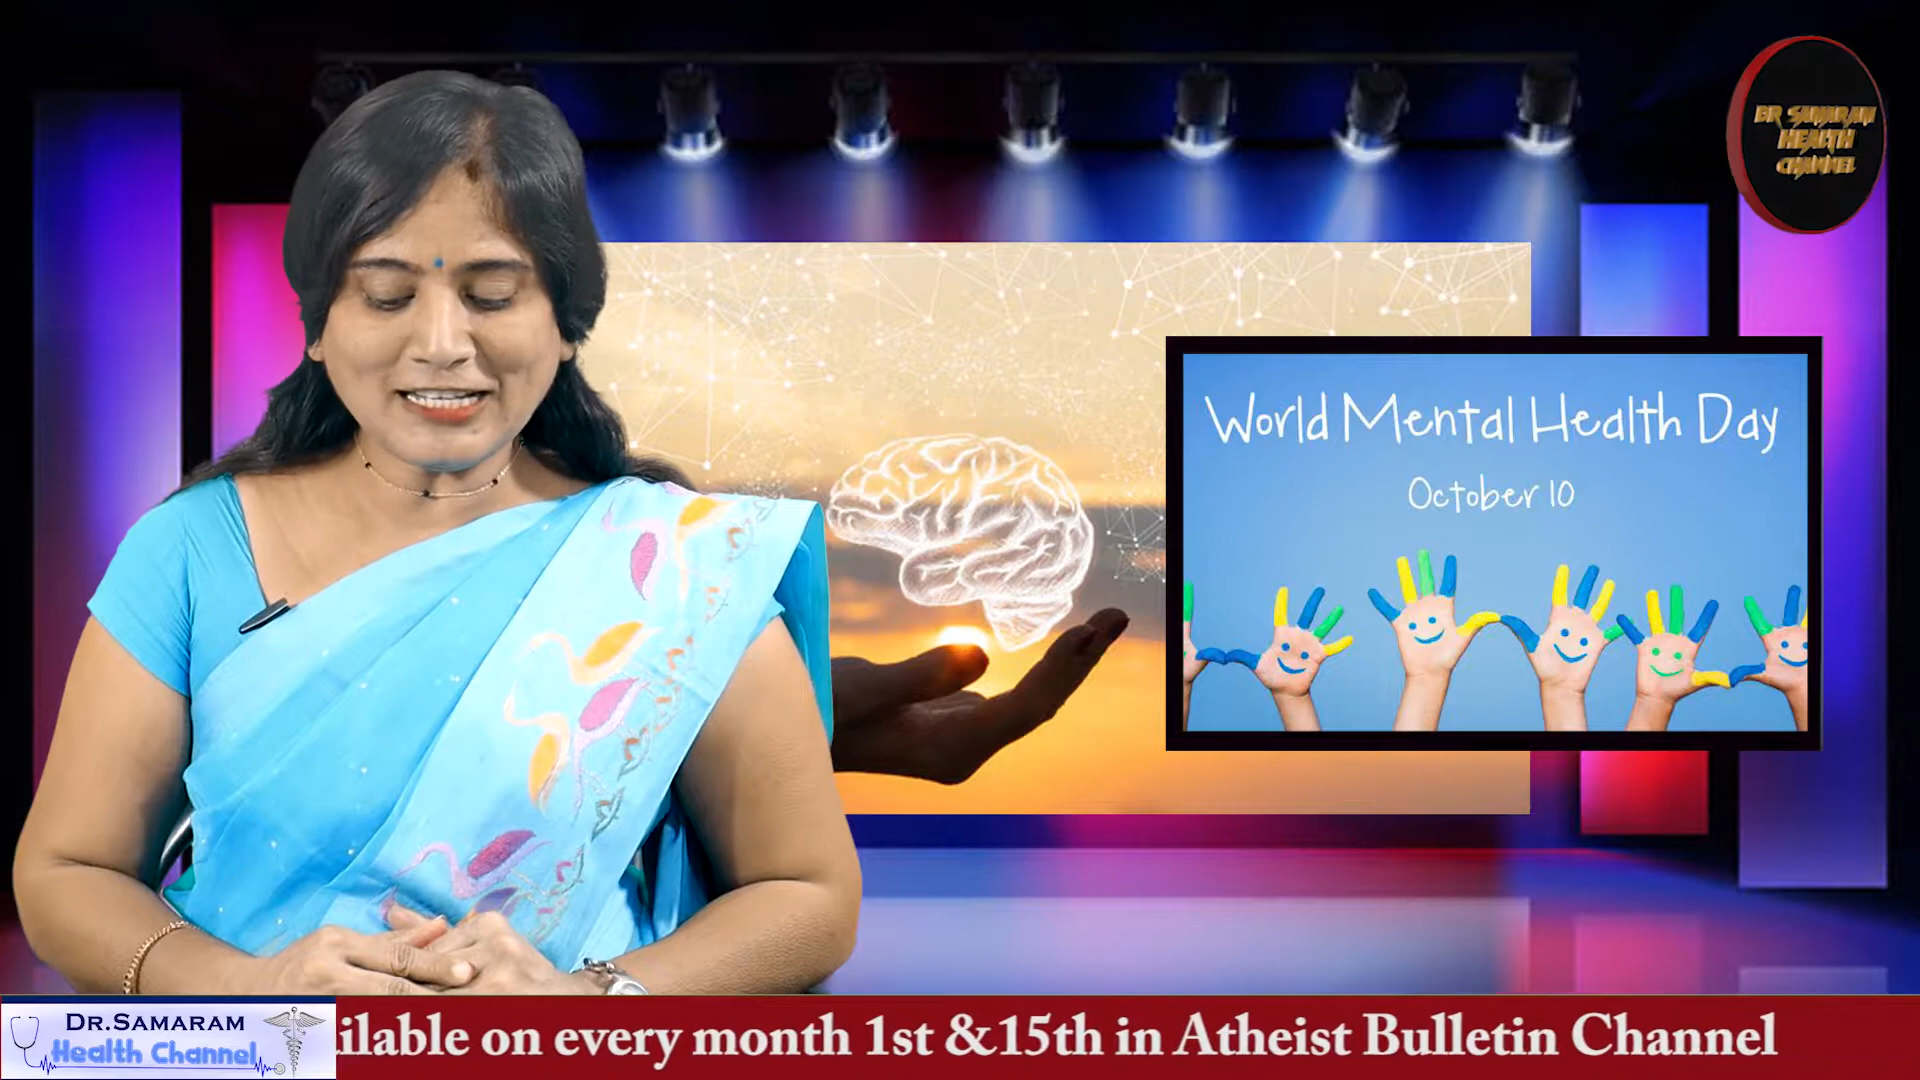 DR SAMARAM
HEALTH
CHANNEL
World Mental Health Day
October 10
DR.SAMARAM
Health Channel
ilable on every month 1st &15th in Atheist Bulletin Channel